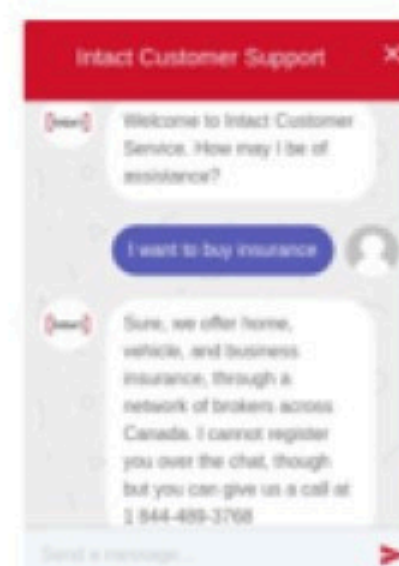 Intact Customer Support
Welcome to Intact Customer
Service. How may I be of
assistance?
I want to buy insurance
Sure, we offer home,
vehicle, and business
insurance, through a
network of brokers across
Canada. I cannot register
you over the chat, though
but you can give us a call at
1 844-489-3768
Send a message...